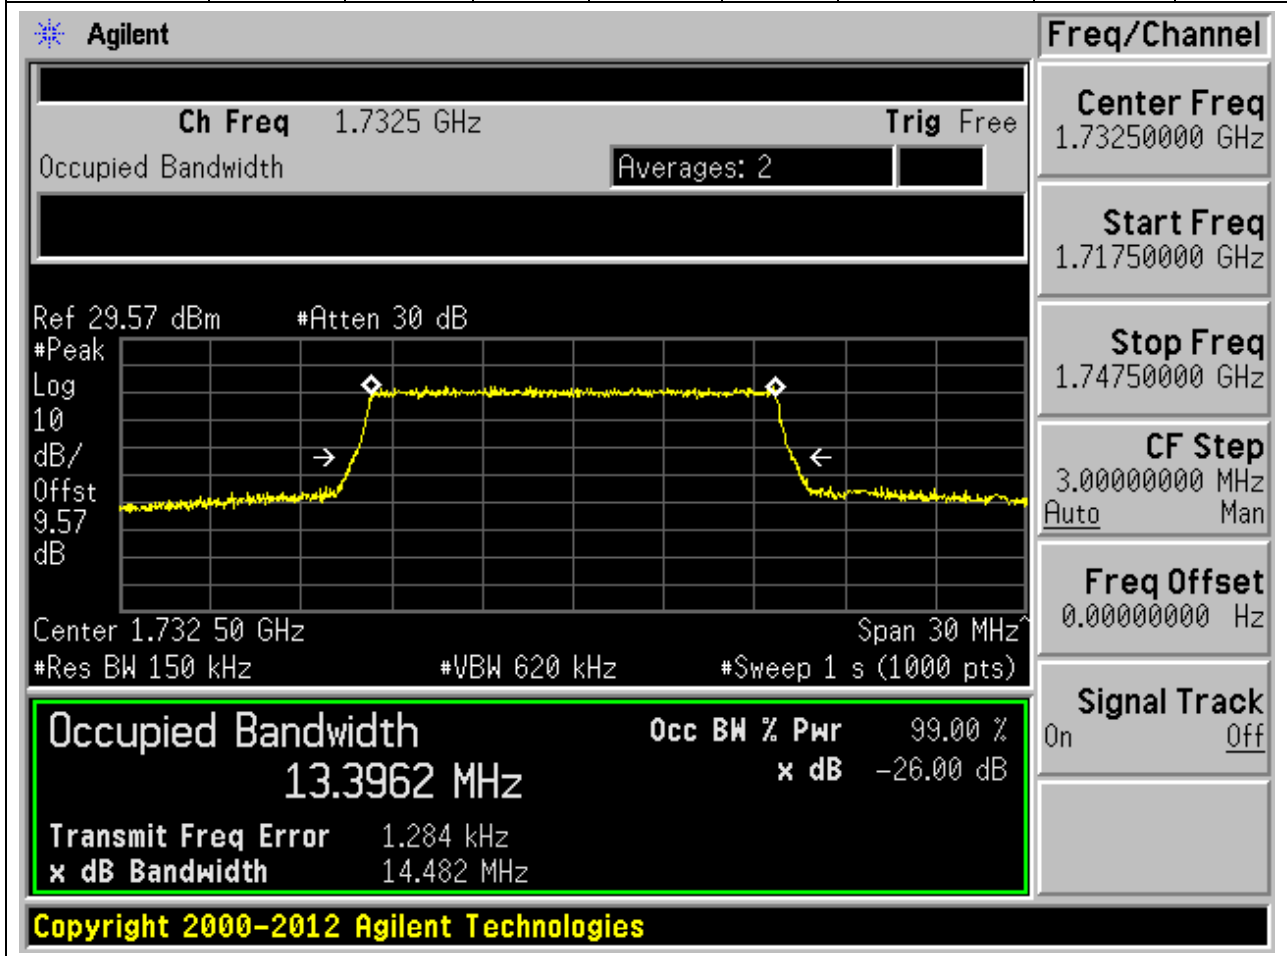 Agilent
Freq/Channel
Ch Freq 1.7325 GHz Trig Free
Occupied Bandwidth Averages: 2
Center Freq
1.73250000 GHz
Start Freq
1.71750000 GHz
Stop Freq
1.74750000 GHz
CF Step
3.00000000 MHz
Auto Man
Freq Offset
0.00000000 Hz
Signal Track
On Off
Ref 29.57 dBm #Atten 30 dB
#Peak
Log
10
dB/
Offst
9.57
dB
Center 1.732 50 GHz Span 30 MHz^
#Res BW 150 kHz #VBW 620 kHz #Sweep 1 s (1000 pts)
Occupied Bandwidth Occ BW % Pwr 99.00 %
13.3962 MHz x dB -26.00 dB
Transmit Freq Error 1.284 kHz
x dB Bandwidth 14.482 MHz
Copyright 2000-2012 Agilent Technologies